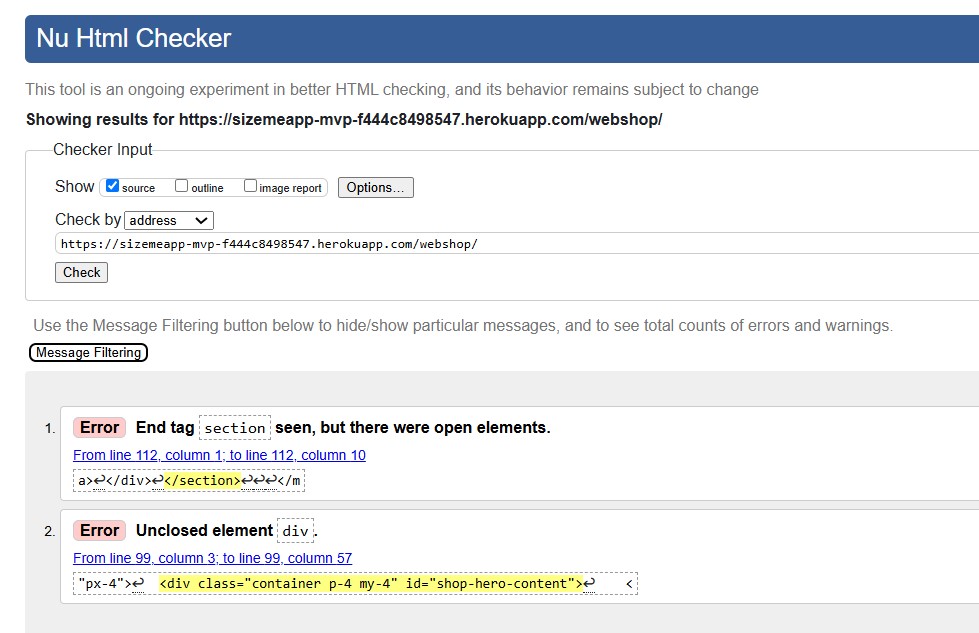 Nu Html Checker
This tool is an ongoing experiment in better HTML checking, and its behavior remains subject to change
Showing results for https://sizemeapp-mvp-f444c8498547.herokuapp.com/webshop/
Checker Input
Show source outline image report Options...
Check by address
https://sizemeapp-mvp-f444c8498547.herokuapp.com/webshop/
Check
Use the Message Filtering button below to hide/show particular messages, and to see total counts of errors and warnings.
Message Filtering
1. Error End tag section seen, but there were open elements.
From line 112, column 1; to line 112, column 10
a>↩</div>↩</section>↩↩↩</m
2. Error Unclosed element div.
From line 99, column 3; to line 99, column 57
"px-4">↩  <div class="container p-4 my-4" id="shop-hero-content">↩    <